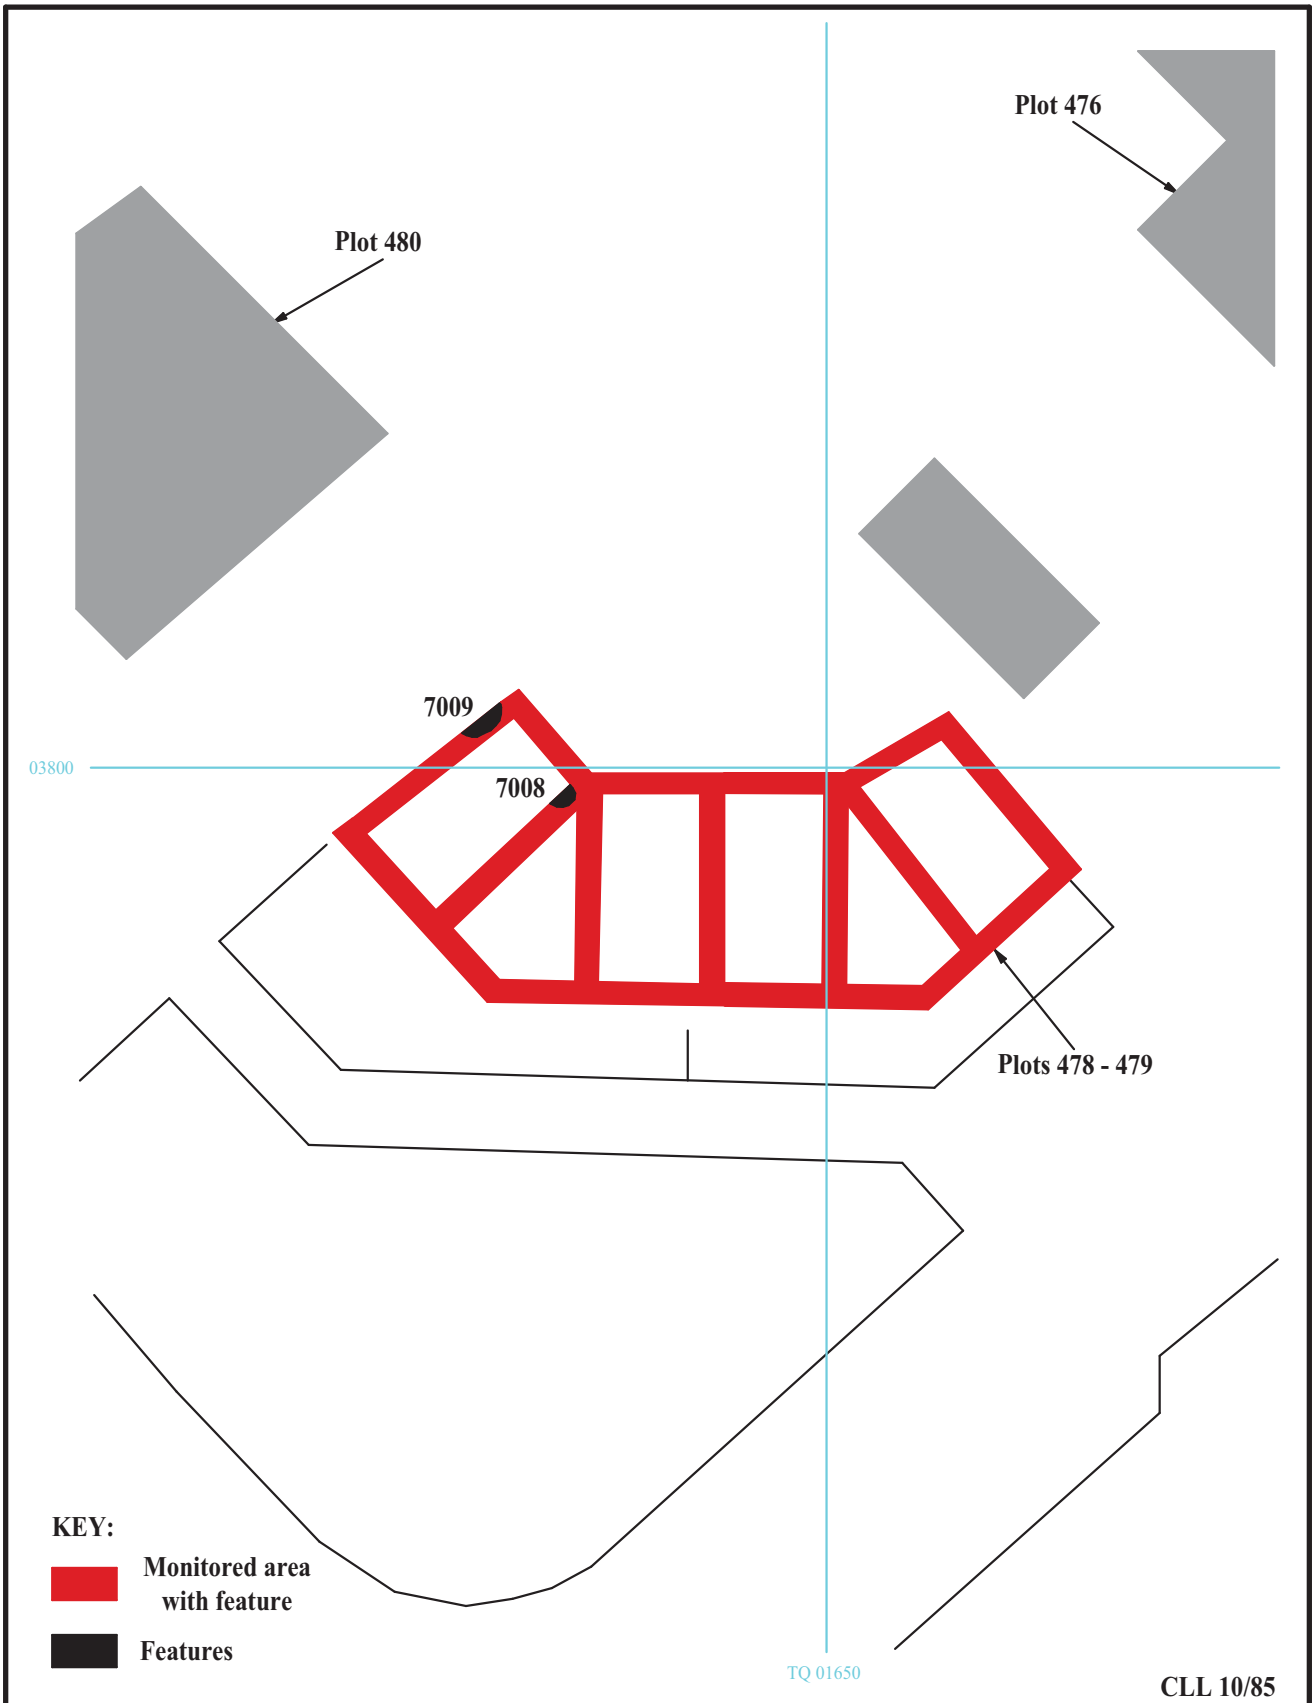 Plot 476
Plot 480
7009
03800
7008
Plots 478 - 479
KEY:
Monitored area
with feature
Features
TQ 01650
CLL 10/85